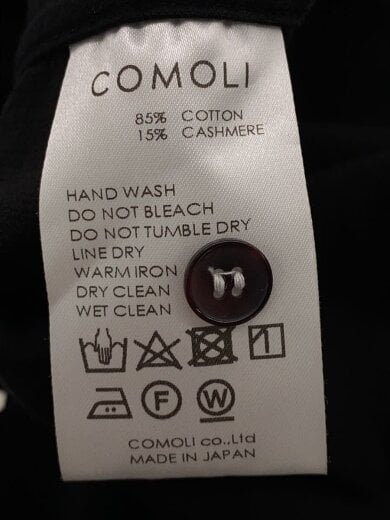 COMOLI
85% COTTON
15% CASHMERE
HAND WASH
DO NOT BLEACH
DO NOT TUMBLE DRY
LINE DRY
WARM IRON
DRY CLEAN
WET CLEAN
F W
COMOLI co.,Ltd
MADE IN JAPAN